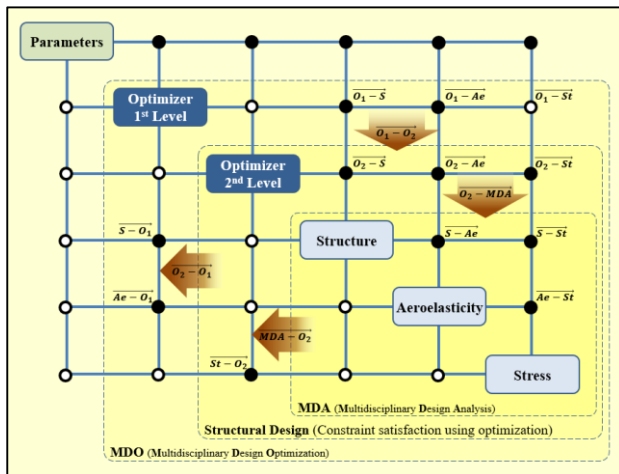 Parameters
Optimizer
1st Level
O₁−S
O₁−Ae
O₁−St
O₁−O₂
Optimizer
2nd Level
O₂−S
O₂−Ae
O₂−St
O₂−MDA
S−O₁
Structure
S−Ae
S−St
O₂−O₁
Ae−O₁
Aeroelasticity
Ae−St
MDA−O₂
St−O₂
Stress
MDA (Multidisciplinary Design Analysis)
Structural Design (Constraint satisfaction using optimization)
MDO (Multidisciplinary Design Optimization)